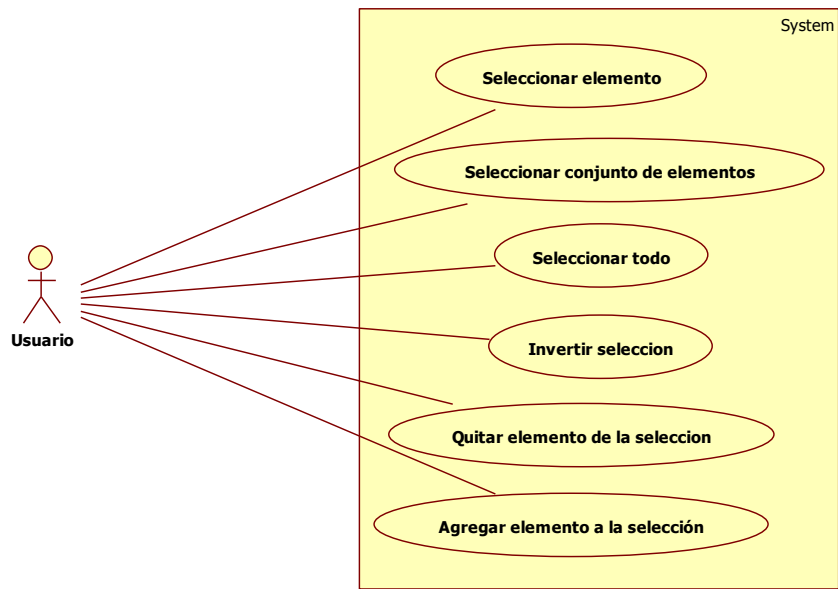 System
Seleccionar elemento
Seleccionar conjunto de elementos
Seleccionar todo
Usuario
Invertir seleccion
Quitar elemento de la seleccion
Agregar elemento a la selección